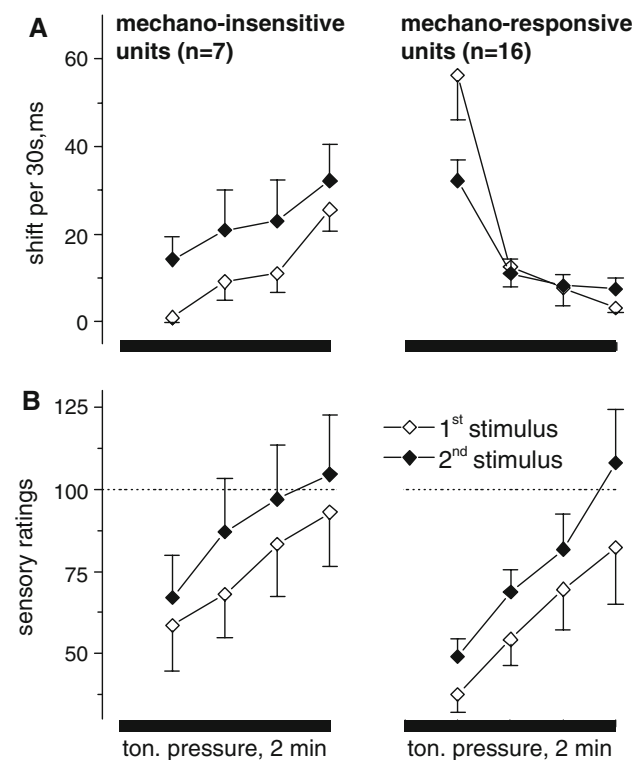 A
mechano-insensitive
units (n=7)
mechano-responsive
units (n=16)
shift per 30s,ms
60
40
20
0
B
sensory ratings
125
100
75
50
1st stimulus
2nd stimulus
ton. pressure, 2 min
ton. pressure, 2 min